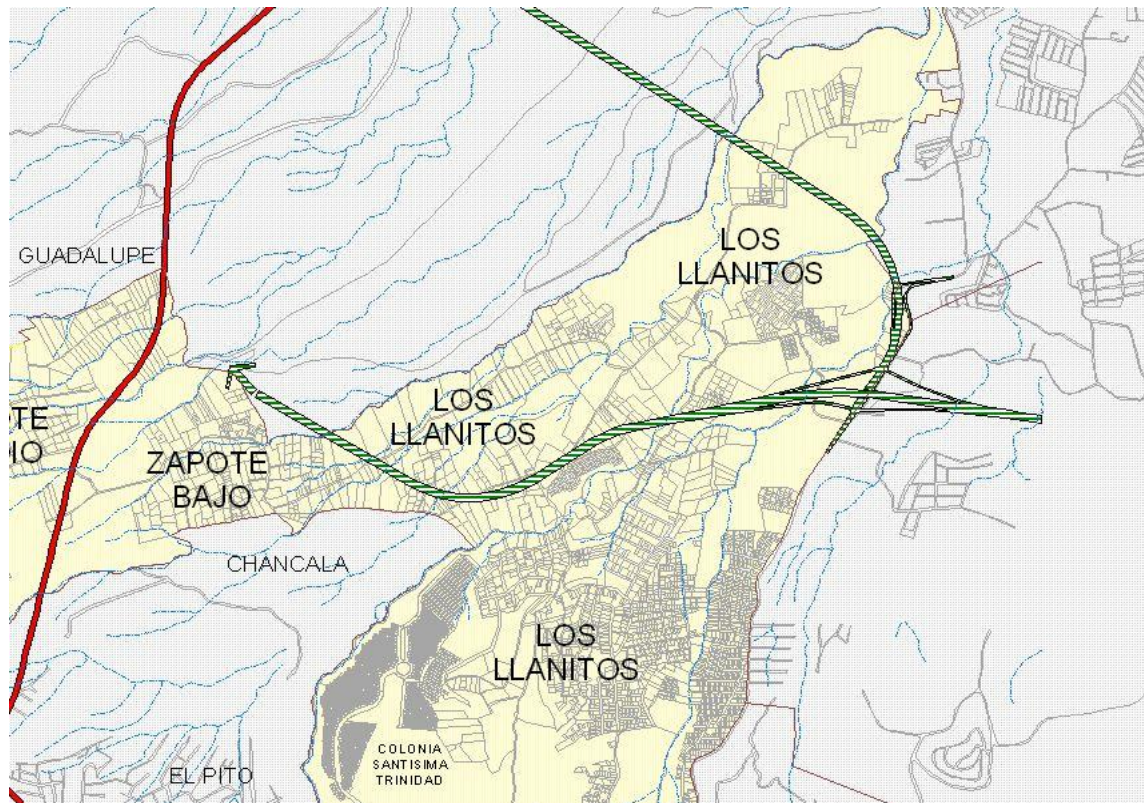 LOS
LLANITOS
GUADALUPE
LOS
LLANITOS
TE
IO
ZAPOTE
BAJO
CHANCALA
LOS
LLANITOS
COLONIA
SANTISIMA
TRINIDAD
EL PITO